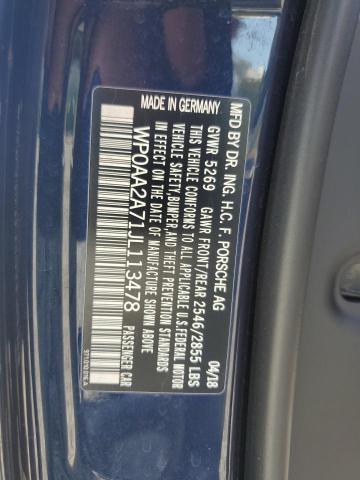 MFD BY DR. ING. H.C. F. PORSCHE AG
GVWR 5269 GAWR FRONT/REAR 2546/2855 LBS 04/18
THIS VEHICLE CONFORMS TO ALL APPLICABLE U.S. FEDERAL MOTOR
VEHICLE SAFETY, BUMPER, AND THEFT PREVENTION STANDARDS
IN EFFECT ON THE DATE OF MANUFACTURE SHOWN ABOVE
WP0AA2A71JL113478 PASSENGER CAR
MADE IN GERMANY